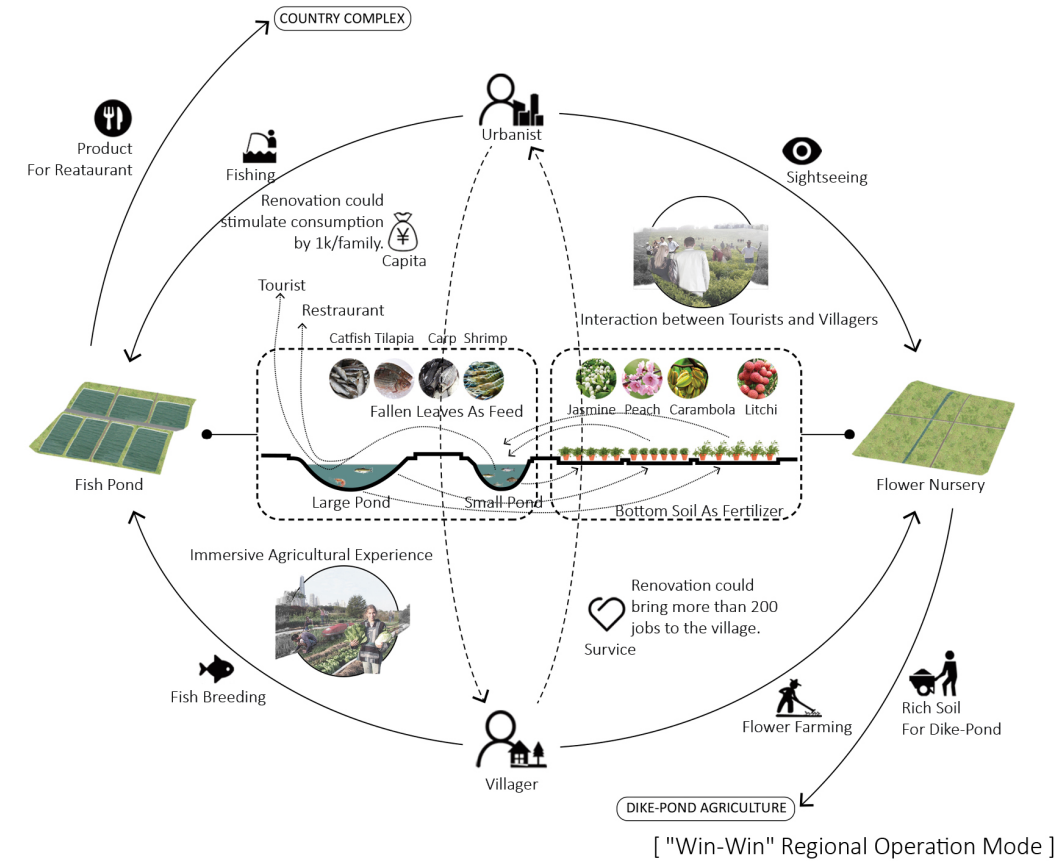 COUNTRY COMPLEX
Urbanist
Product
For Reataurant
Fishing
Sightseeing
Renovation could
stimulate consumption
by 1k/family.
Capita
Tourist
Restraurant
Interaction between Tourists and Villagers
Catfish Tilapia Carp Shrimp
Fallen Leaves As Feed
Jasmine Peach Carambola Litchi
Fish Pond
Flower Nursery
Large Pond
Small Pond
Bottom Soil As Fertilizer
Immersive Agricultural Experience
Renovation could
bring more than 200
jobs to the village.
Survice
Fish Breeding
Flower Farming
Rich Soil
For Dike-Pond
Villager
DIKE-POND AGRICULTURE
[ "Win-Win" Regional Operation Mode ]